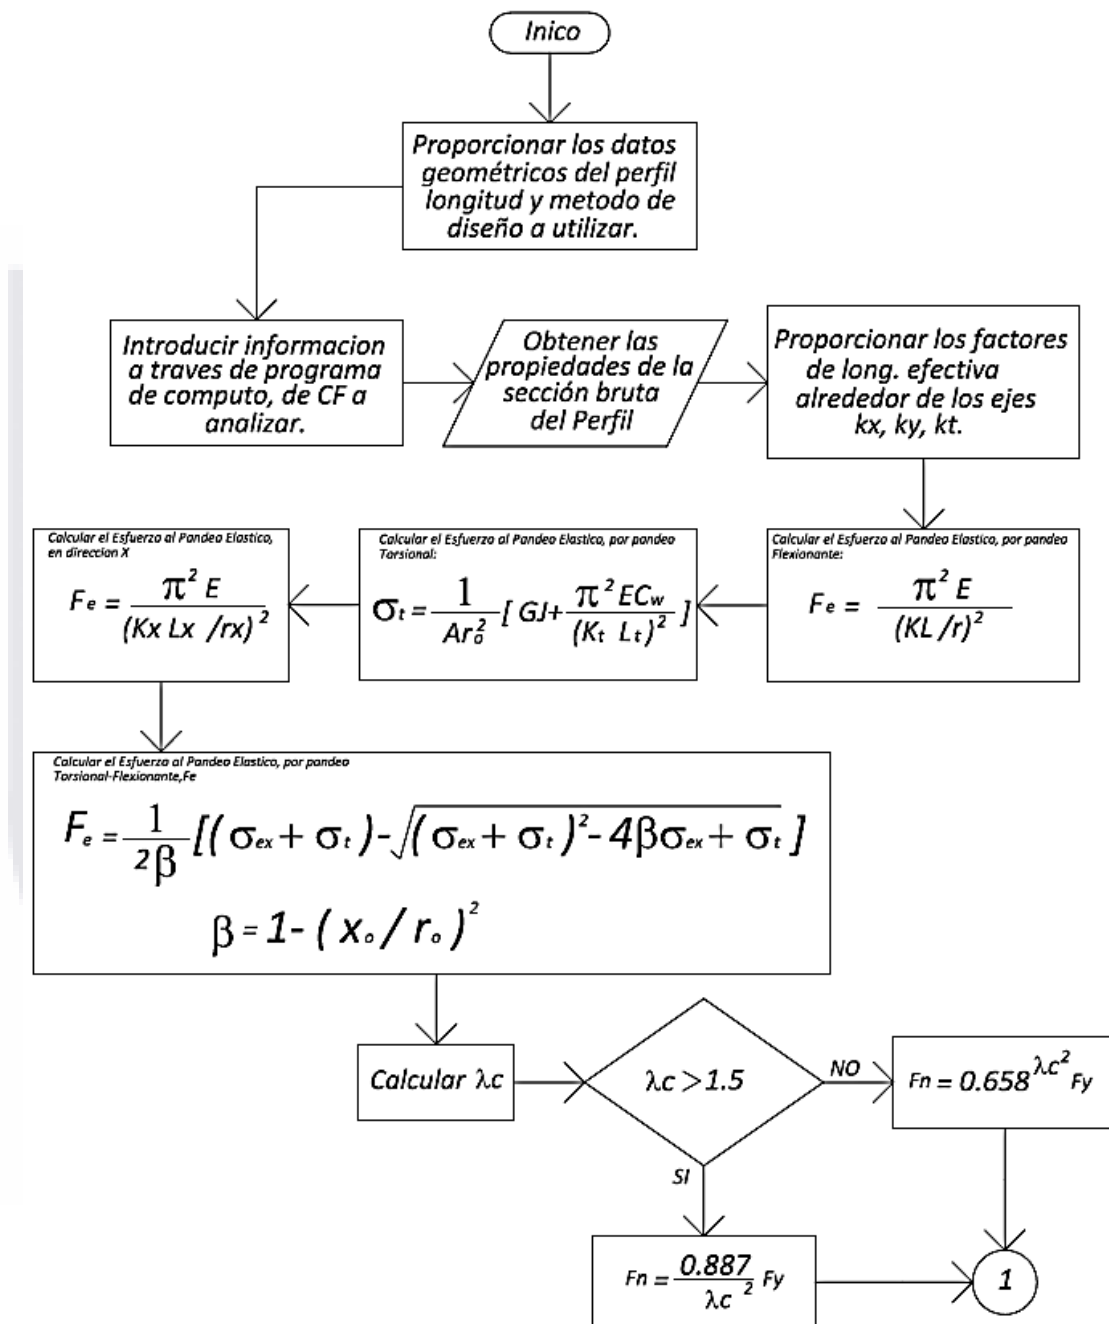 Inico
Proporcionar los datos
geométricos del perfil
longitud y metodo de
diseño a utilizar.
Introducir informacion
a traves de programa
de computo, de CF a
analizar.
Obtener las
propiedades de la
sección bruta
del Perfil
Proporcionar los factores
de long. efectiva
alrededor de los ejes
kx, ky, kt.
Calcular el Esfuerzo al Pandeo Elastico, por pandeo
Flexionante:
Fe = π² E / (KL /r)²
Calcular el Esfuerzo al Pandeo Elastico, por pandeo
Torsional:
σt = 1 / Ar₀² [ GJ+ π² ECw / (Kt Lt)² ]
Calcular el Esfuerzo al Pandeo Elastico,
en direccion X
Fe = π² E / (Kx Lx /rx)²
Calcular el Esfuerzo al Pandeo Elastico, por pandeo
Torsional-Flexionante,Fe
Fe = 1 / 2β [( σex + σt )-√( σex + σt )²- 4βσex + σt ]
β = 1- ( x₀ / r₀ )²
Calcular λc
λc >1.5
NO
Fn = 0.658^λc² Fy
SI
Fn = 0.887 / λc² Fy
1